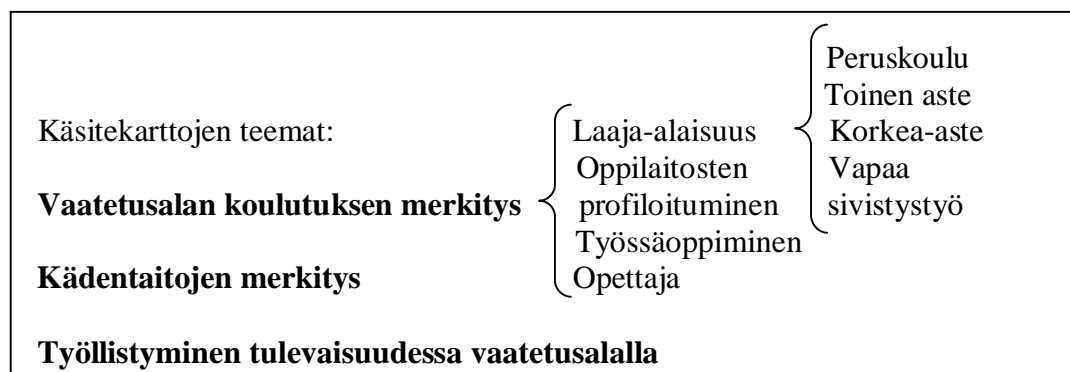 Käsitekarttojen teemat:
Vaatetusalan koulutuksen merkitys
Kädentaitojen merkitys
Työllistyminen tulevaisuudessa vaatetusalalla
Laaja-alaisuus
Oppilaitosten
profiloituminen
Työssäoppiminen
Opettaja
Peruskoulu
Toinen aste
Korkea-aste
Vapaa
sivistystyö